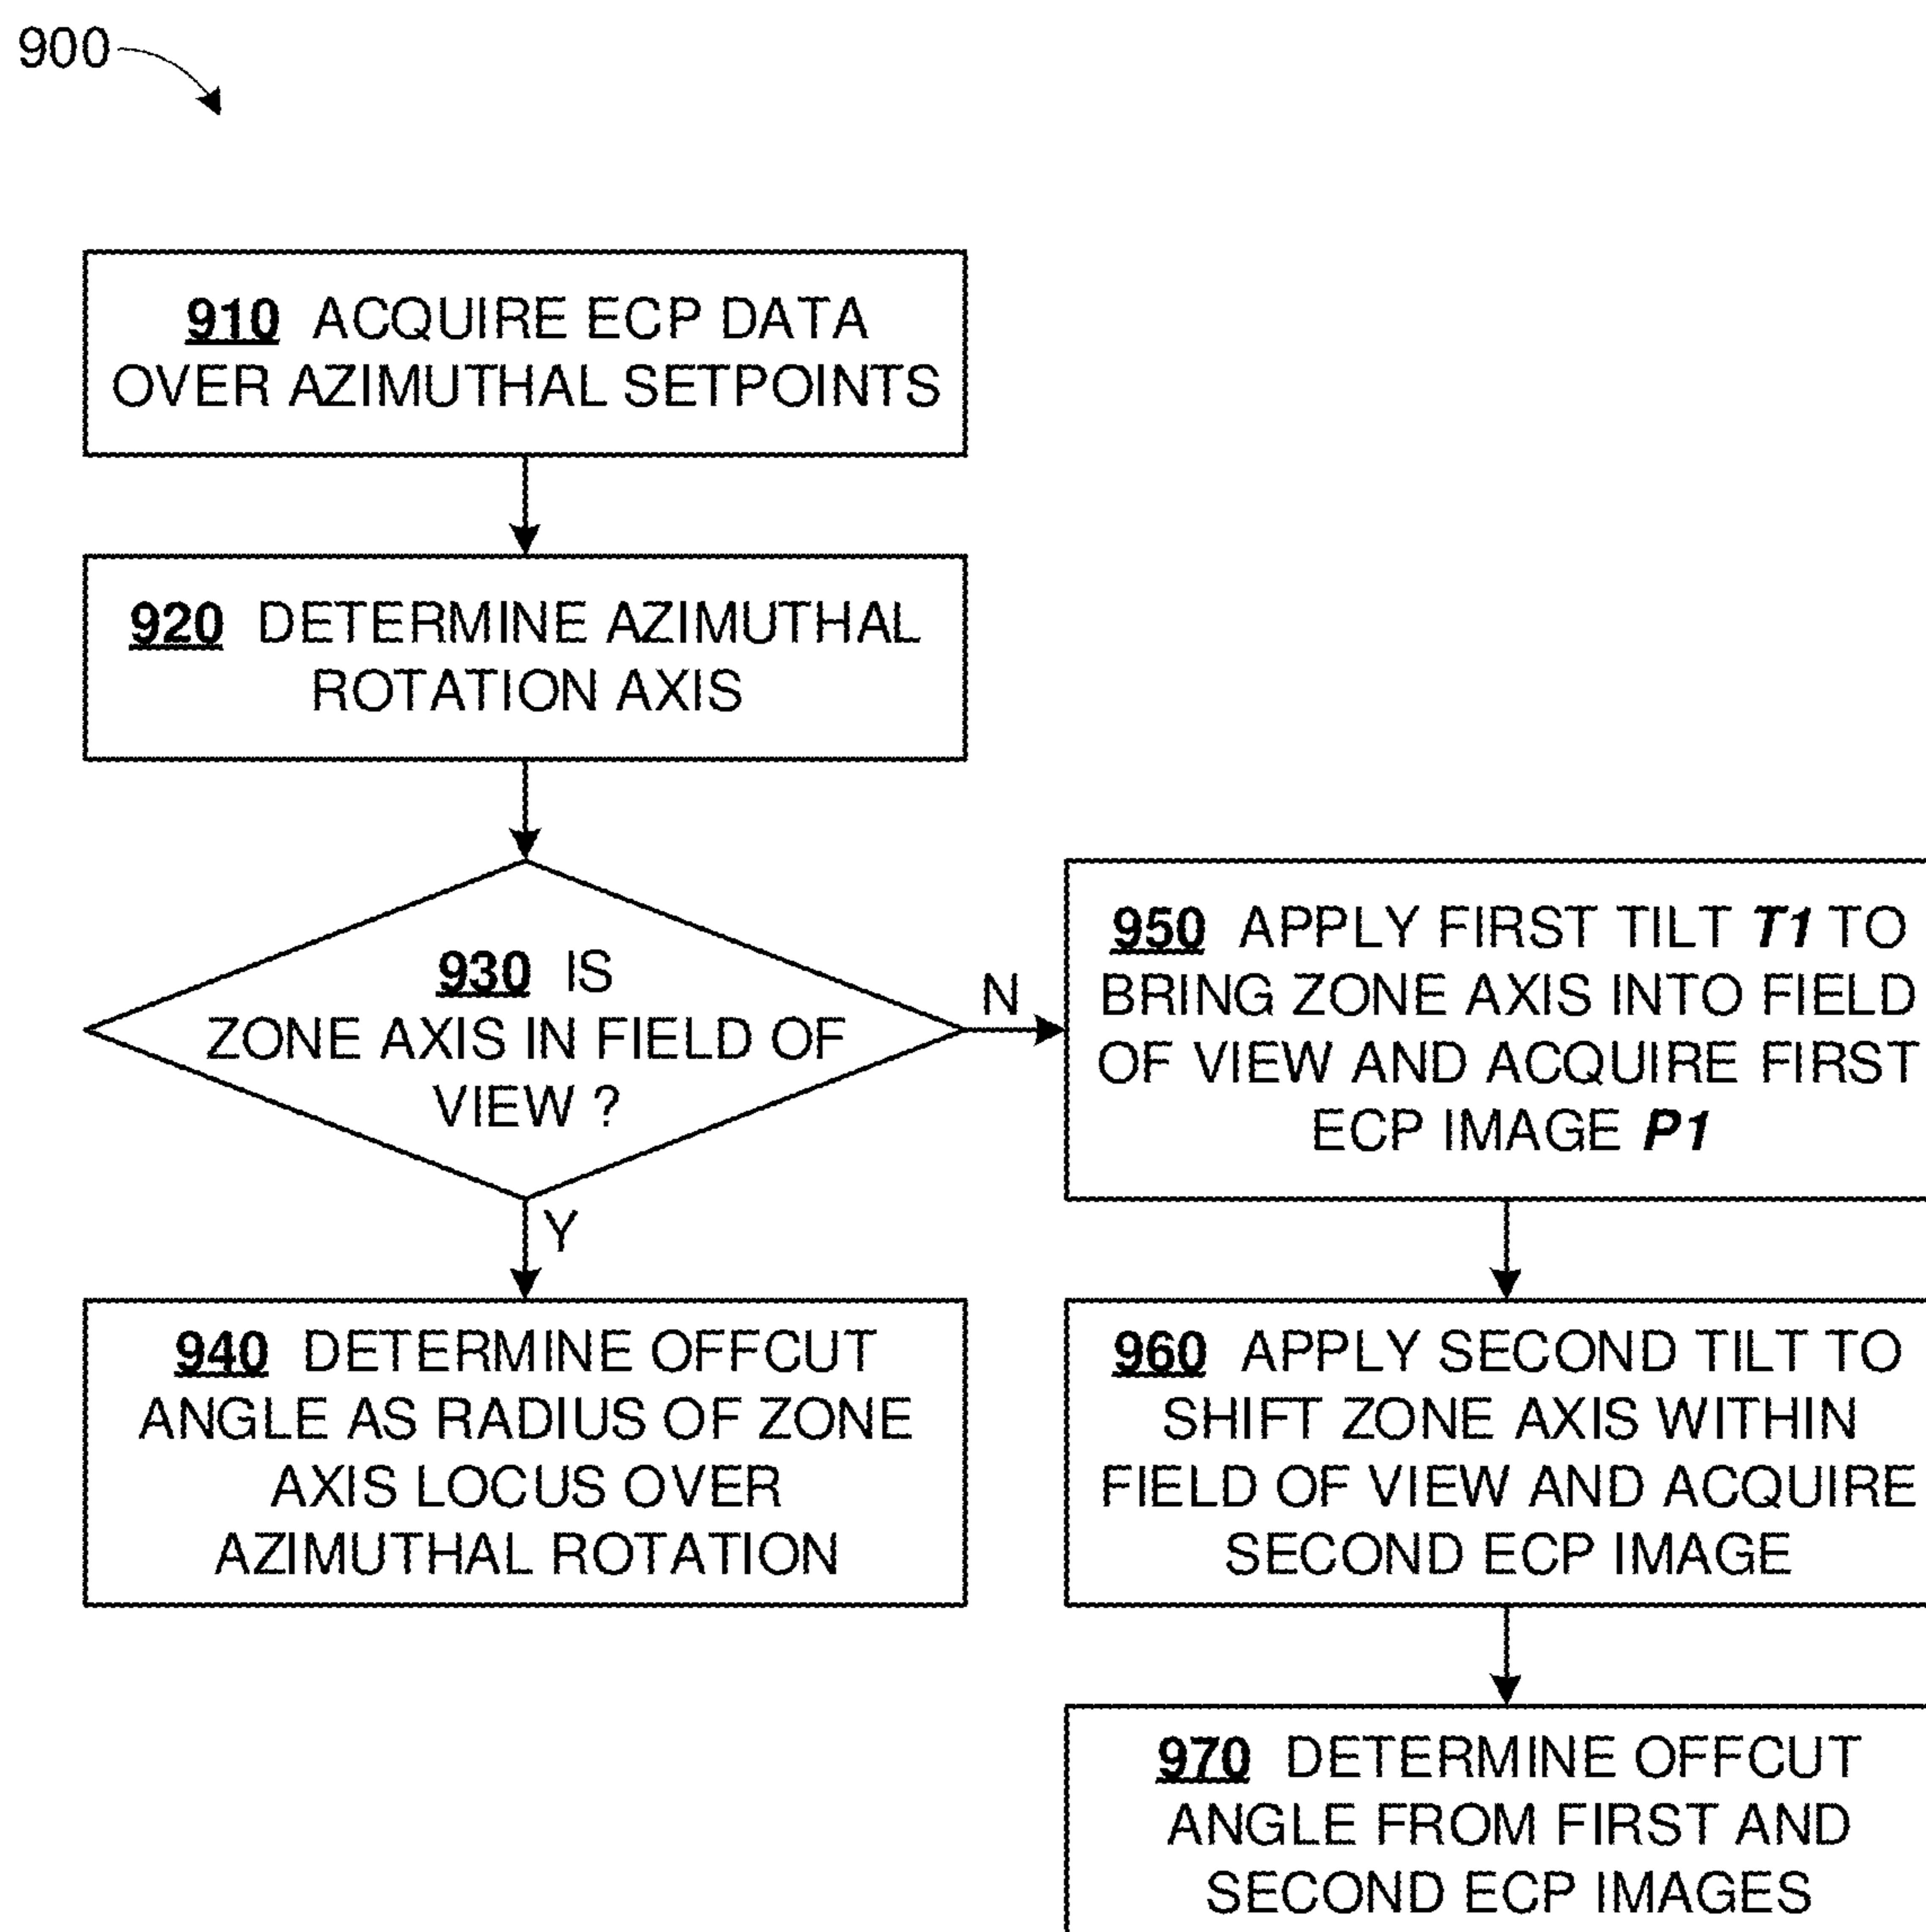 900
910 ACQUIRE ECP DATA
OVER AZIMUTHAL SETPOINTS
920 DETERMINE AZIMUTHAL
ROTATION AXIS
930 IS
ZONE AXIS IN FIELD OF
VIEW ?
N
Y
940 DETERMINE OFFCUT
ANGLE AS RADIUS OF ZONE
AXIS LOCUS OVER
AZIMUTHAL ROTATION
950 APPLY FIRST TILT T1 TO
BRING ZONE AXIS INTO FIELD
OF VIEW AND ACQUIRE FIRST
ECP IMAGE P1
960 APPLY SECOND TILT TO
SHIFT ZONE AXIS WITHIN
FIELD OF VIEW AND ACQUIRE
SECOND ECP IMAGE
970 DETERMINE OFFCUT
ANGLE FROM FIRST AND
SECOND ECP IMAGES